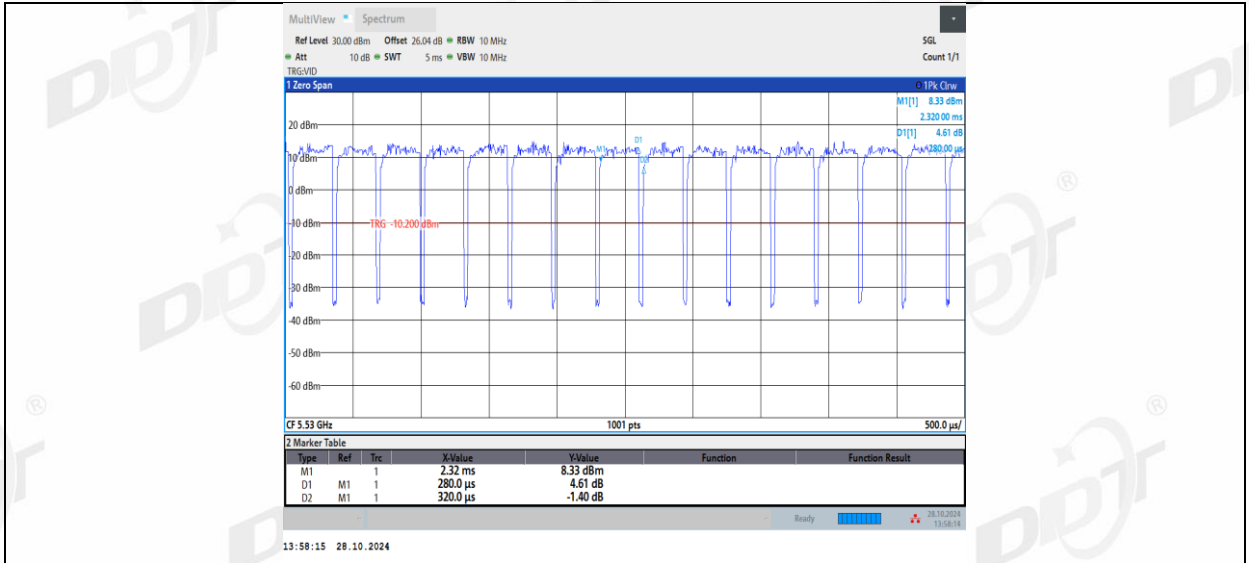 MultiView Spectrum
Ref Level 30.00 dBm Offset 26.04 dB RBW 10 MHz SGL
Att 10 dB SWT 5 ms VBW 10 MHz Count 1/1
TRG:VID
1 Zero Span 1Pk Clrw
M1[1] 8.33 dBm
2.320 00 ms
D1[1] 4.61 dB
280.00 µs
20 dBm
D1
M1
D2
10 dBm
0 dBm
-10 dBm TRG -10.200 dBm
-20 dBm
-30 dBm
-40 dBm
-50 dBm
-60 dBm
CF 5.53 GHz 1001 pts 500.0 µs/
2 Marker Table
Type Ref Trc X-Value Y-Value Function Function Result
M1 1 2.32 ms 8.33 dBm
D1 M1 1 280.0 µs 4.61 dB
D2 M1 1 320.0 µs -1.40 dB
Ready 28.10.2024
13:58:14
13:58:15 28.10.2024
DDT
®